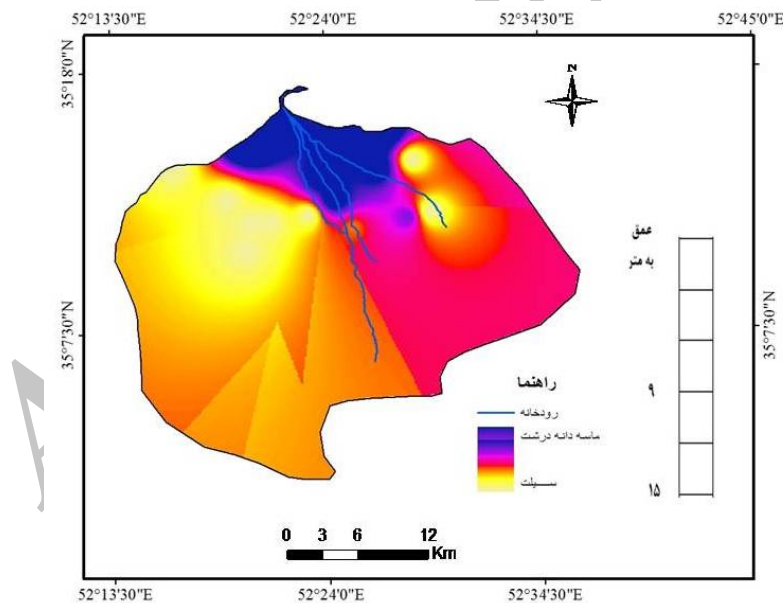 52°13'30"E 52°24'0"E 52°34'30"E 52°45'0"E
35°18'0"N
N
عمق
به متر
35°7'30"N 35°7'30"N
راهنما
رودخانه
۹
ماسه دانه درشت
سیلت
۱۵
0 3 6 12
Km
52°13'30"E 52°24'0"E 52°34'30"E